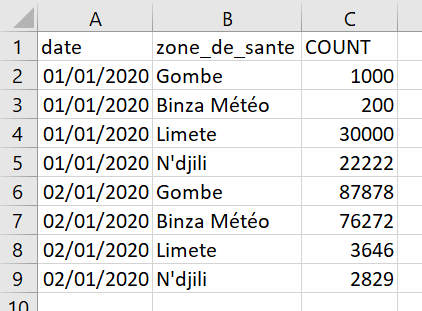 A B C
1 date zone_de_sante COUNT
2 01/01/2020 Gombe 1000
3 01/01/2020 Binza Météo 200
4 01/01/2020 Limete 30000
5 01/01/2020 N'djili 22222
6 02/01/2020 Gombe 87878
7 02/01/2020 Binza Météo 76272
8 02/01/2020 Limete 3646
9 02/01/2020 N'djili 2829
10